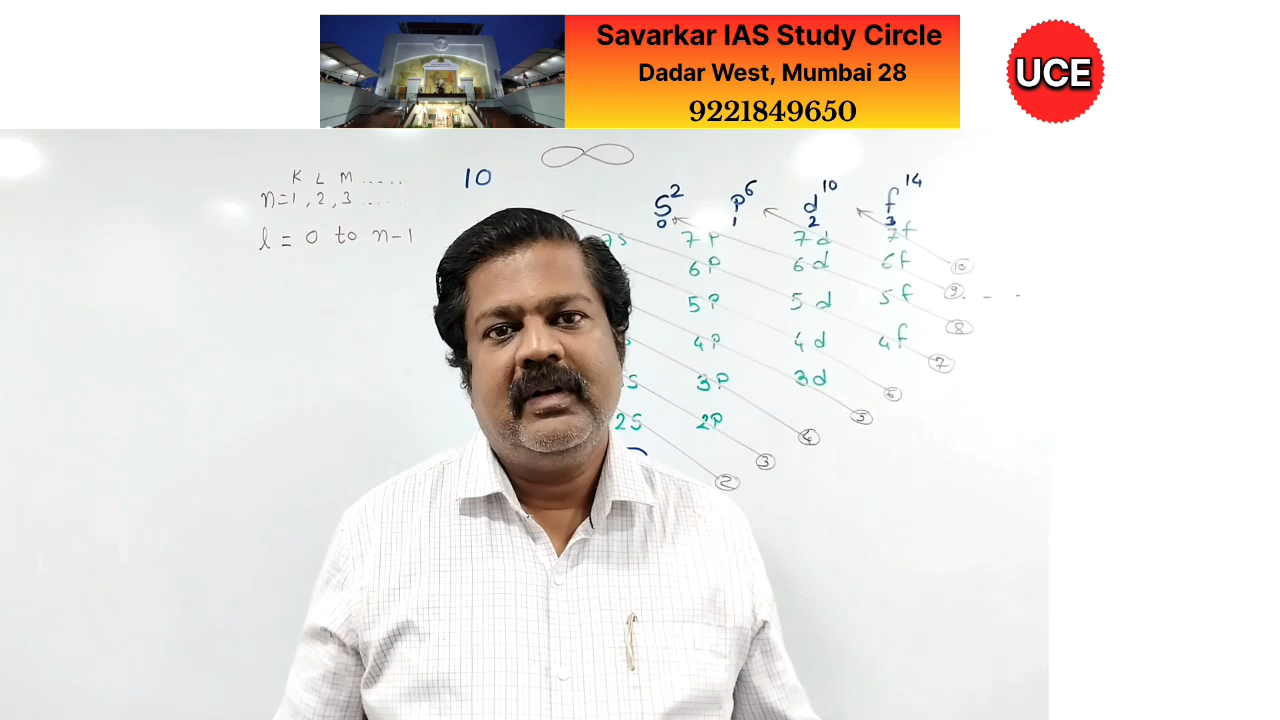 Savarkar IAS Study Circle
Dadar West, Mumbai 28
9221849650
UCE
K L M .....
n=1, 2, 3 .....
l = 0 to n-1
10
S² p⁶ d¹⁰ f¹⁴
0 1 2 3
7s 7p 7d 7f
6p 6d 6f
5p 5d 5f
4p 4d 4f
s 3p 3d
2s 2p
10
9
8
7
6
5
4
3
2